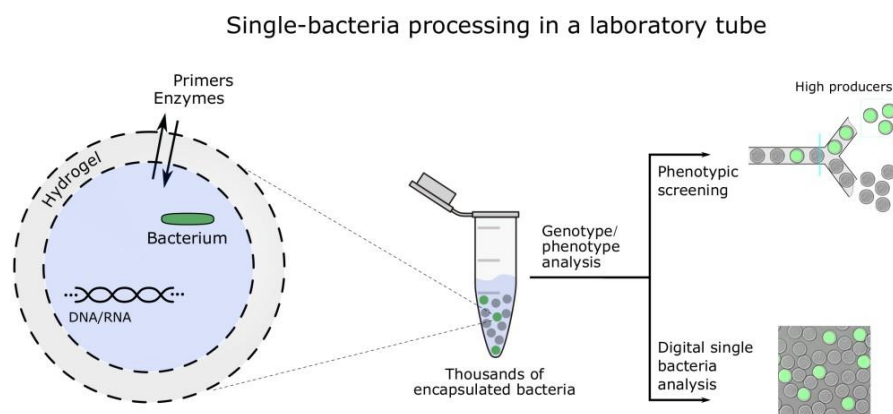 Single-bacteria processing in a laboratory tube
Primers
Enzymes
Hydrogel
Bacterium
DNA/RNA
Thousands of
encapsulated bacteria
Genotype/
phenotype
analysis
High producers
Phenotypic
screening
Digital single
bacteria
analysis